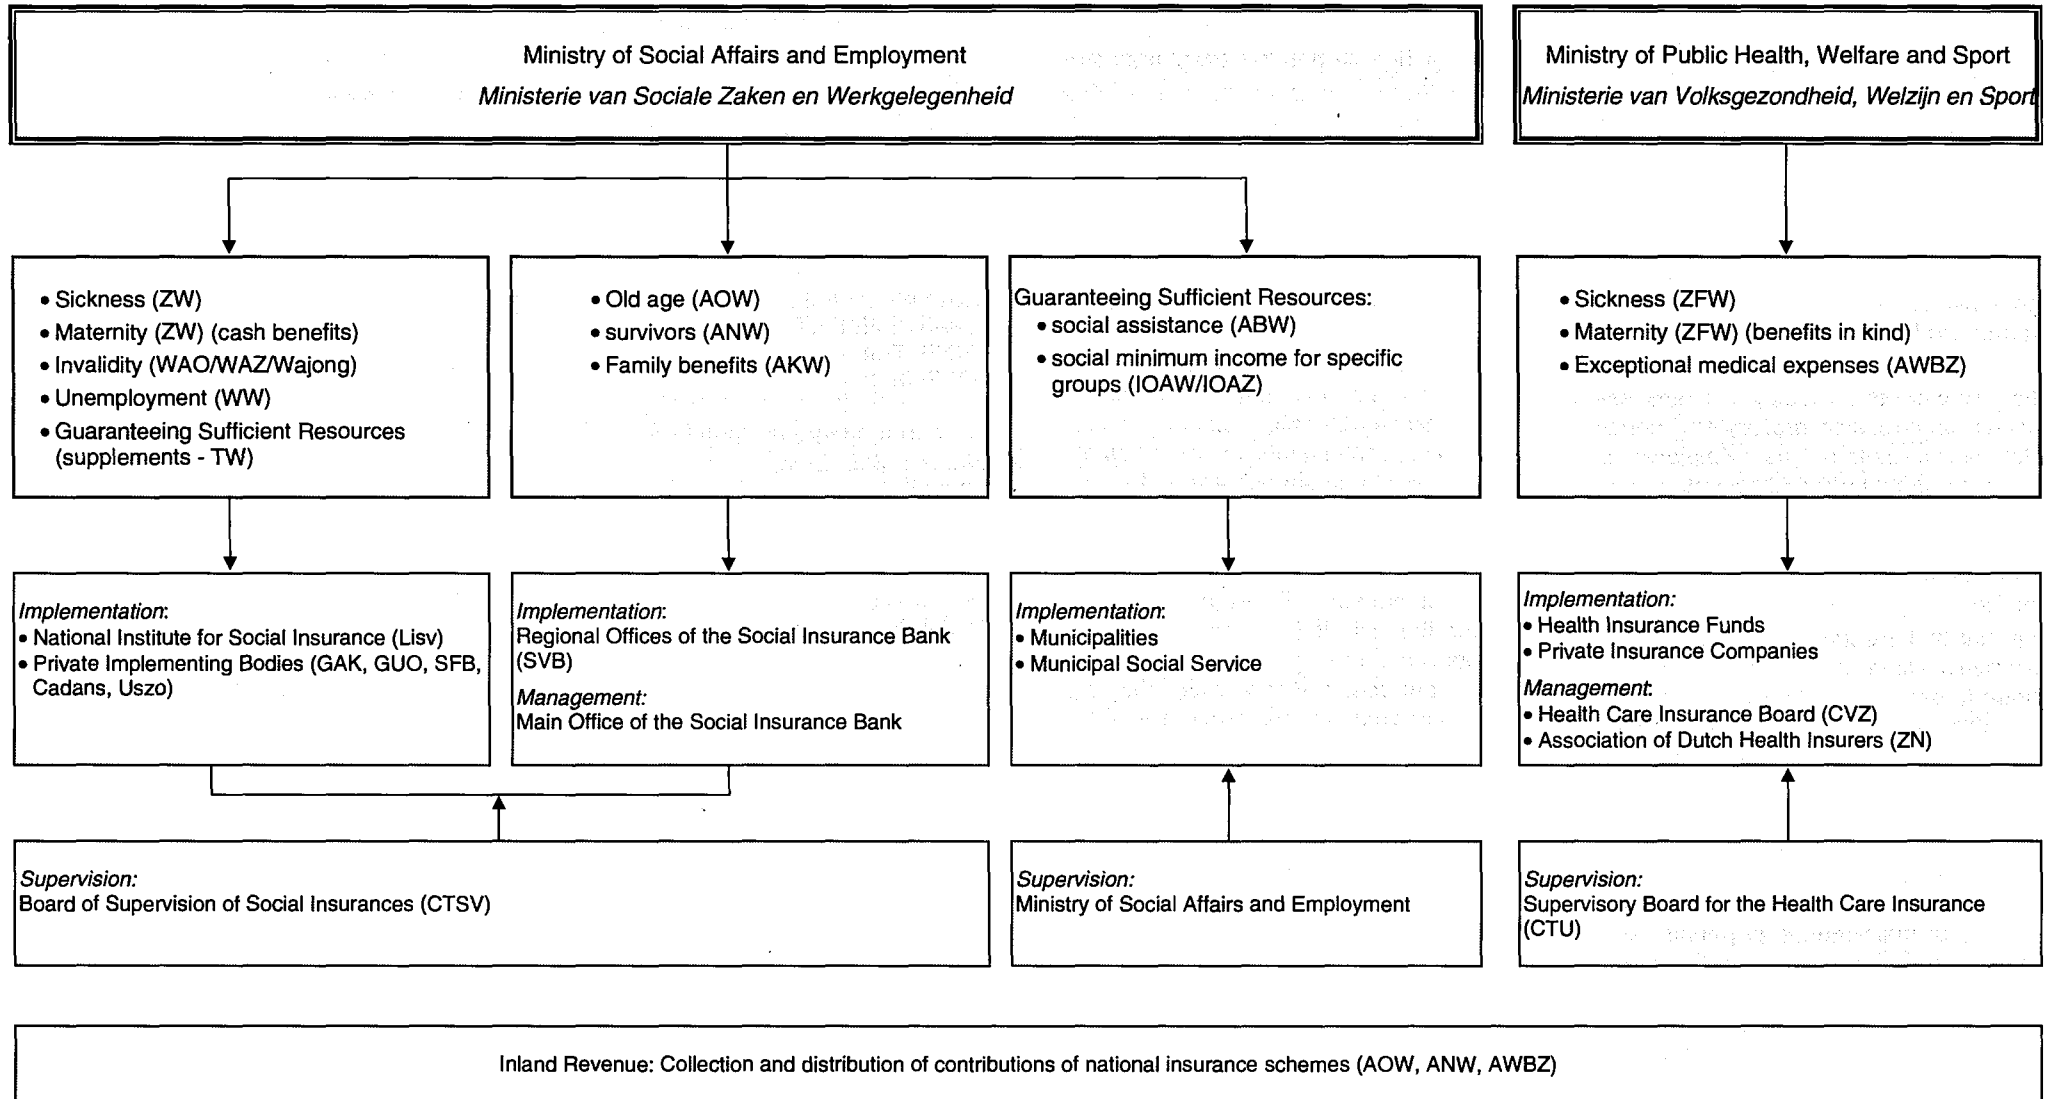 Ministry of Social Affairs and Employment
Ministerie van Sociale Zaken en Werkgelegenheid
Ministry of Public Health, Welfare and Sport
Ministerie van Volksgezondheid, Welzijn en Sport
• Sickness (ZW)
• Maternity (ZW) (cash benefits)
• Invalidity (WAO/WAZ/Wajong)
• Unemployment (WW)
• Guaranteeing Sufficient Resources
(supplements - TW)
• Old age (AOW)
• survivors (ANW)
• Family benefits (AKW)
Guaranteeing Sufficient Resources:
• social assistance (ABW)
• social minimum income for specific
groups (IOAW/IOAZ)
• Sickness (ZFW)
• Maternity (ZFW) (benefits in kind)
• Exceptional medical expenses (AWBZ)
Implementation:
• National Institute for Social Insurance (Lisv)
• Private Implementing Bodies (GAK, GUO, SFB,
Cadans, Uszo)
Implementation:
Regional Offices of the Social Insurance Bank
(SVB)
Management:
Main Office of the Social Insurance Bank
Implementation:
• Municipalities
• Municipal Social Service
Implementation:
• Health Insurance Funds
• Private Insurance Companies
Management:
• Health Care Insurance Board (CVZ)
• Association of Dutch Health Insurers (ZN)
Supervision:
Board of Supervision of Social Insurances (CTSV)
Supervision:
Ministry of Social Affairs and Employment
Supervision:
Supervisory Board for the Health Care Insurance
(CTU)
Inland Revenue: Collection and distribution of contributions of national insurance schemes (AOW, ANW, AWBZ)